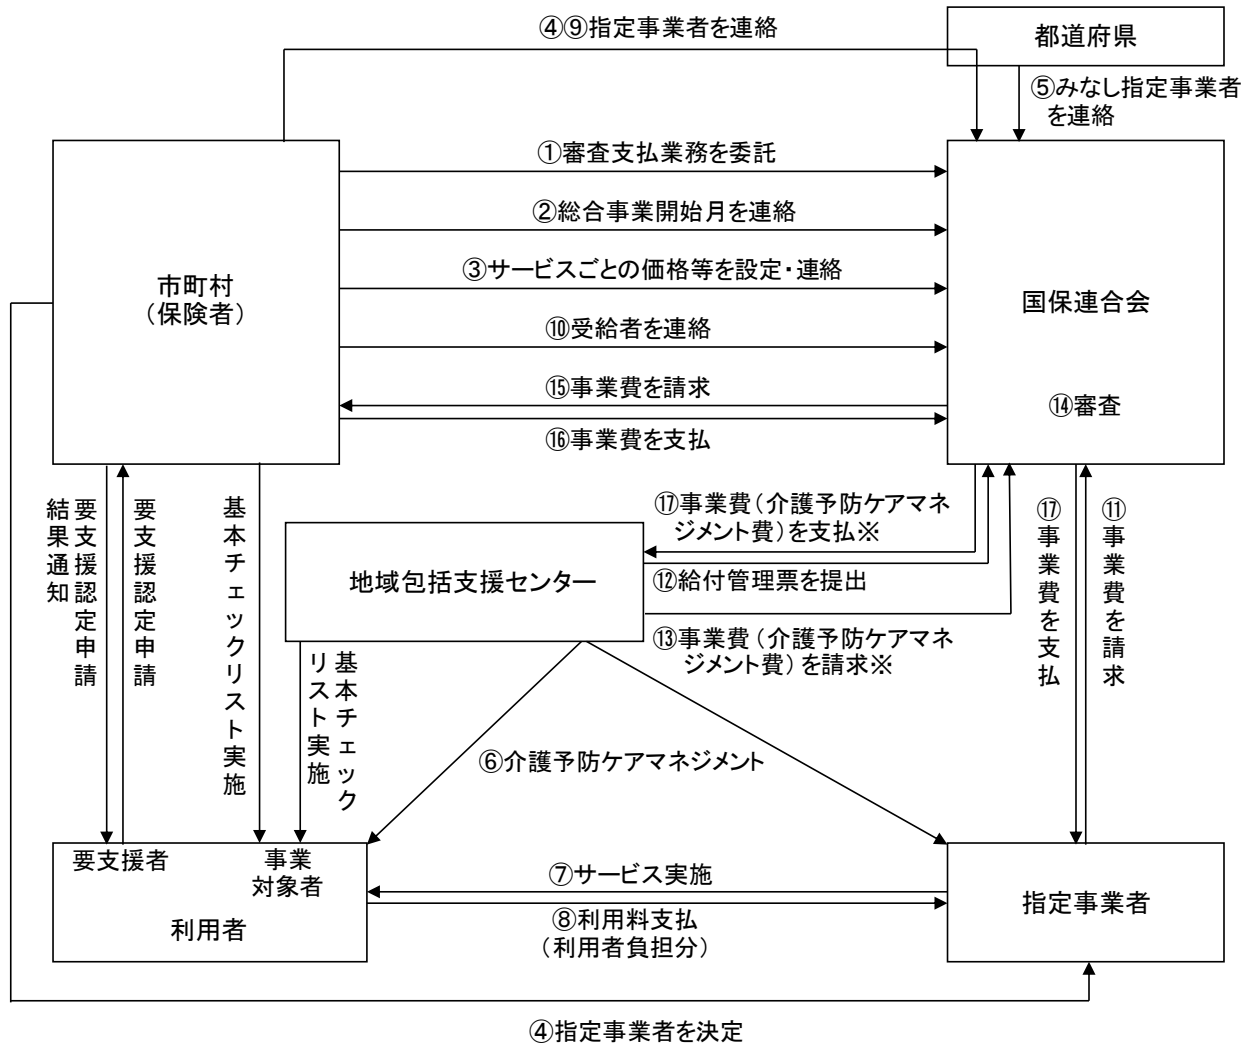 ④⑨指定事業者を連絡
都道府県
⑤みなし指定事業者
を連絡
①審査支払業務を委託
②総合事業開始月を連絡
③サービスごとの価格等を設定・連絡
市町村
（保険者）
国保連合会
⑩受給者を連絡
⑮事業費を請求
⑭審査
⑯事業費を支払
要支援認定申請
結果通知
要支援認定申請
基本チェックリスト実施
⑰事業費（介護予防ケアマネ
ジメント費）を支払※
地域包括支援センター
⑫給付管理票を提出
⑬事業費（介護予防ケアマネ
ジメント費）を請求※
⑰事業費を支払
⑪事業費を請求
基本チェック
リスト実施
⑥介護予防ケアマネジメント
要支援者
事業
対象者
利用者
⑦サービス実施
⑧利用料支払
（利用者負担分）
指定事業者
④指定事業者を決定